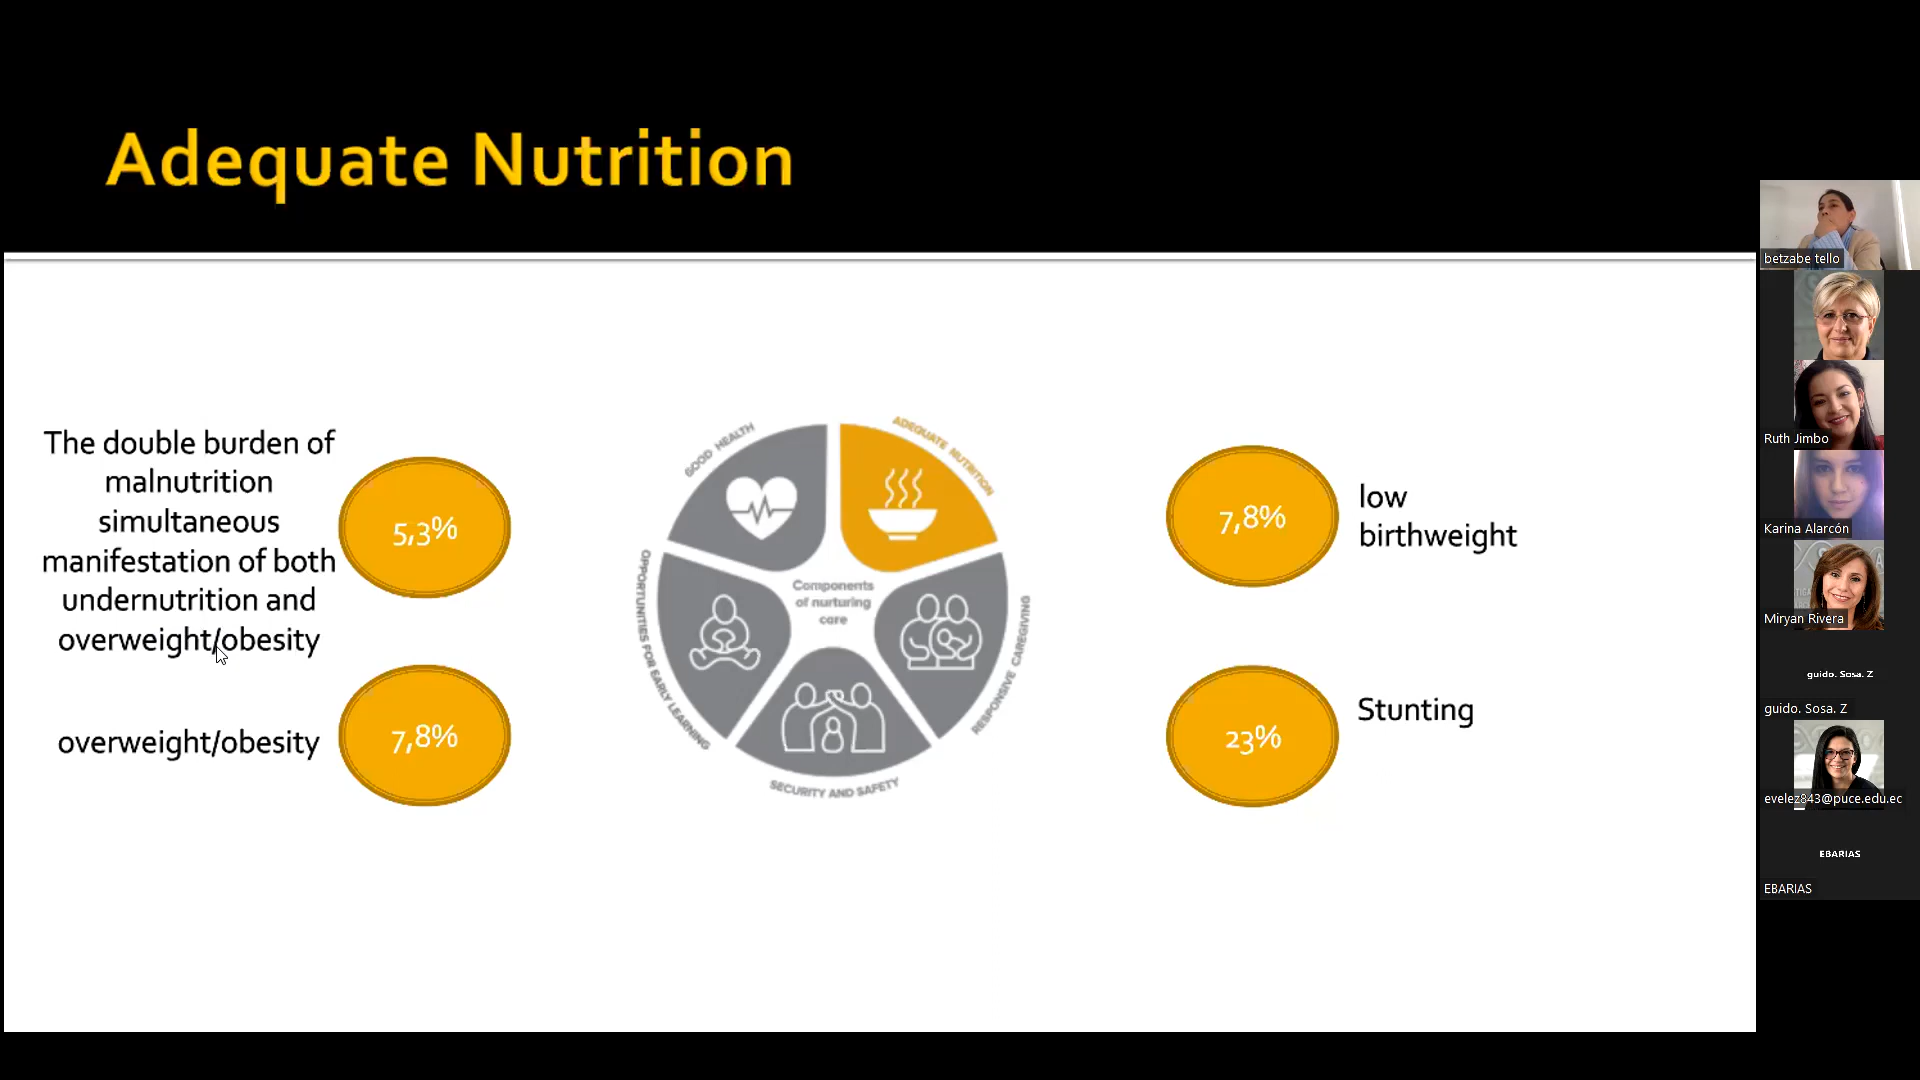 Adequate Nutrition
The double burden of
malnutrition
simultaneous
manifestation of both
undernutrition and
overweight/obesity
5,3%
overweight/obesity
7,8%
GOOD HEALTH
ADEQUATE NUTRITION
OPPORTUNITIES FOR EARLY LEARNING
RESPONSIVE CAREGIVING
SECURITY AND SAFETY
Components
of nurturing
care
7,8%
low
birthweight
23%
Stunting
betzabe tello
Ruth Jimbo
Karina Alarcón
Miryan Rivera
guido. Sosa. Z
guido. Sosa. Z
evelez843@puce.edu.ec
EBARIAS
EBARIAS